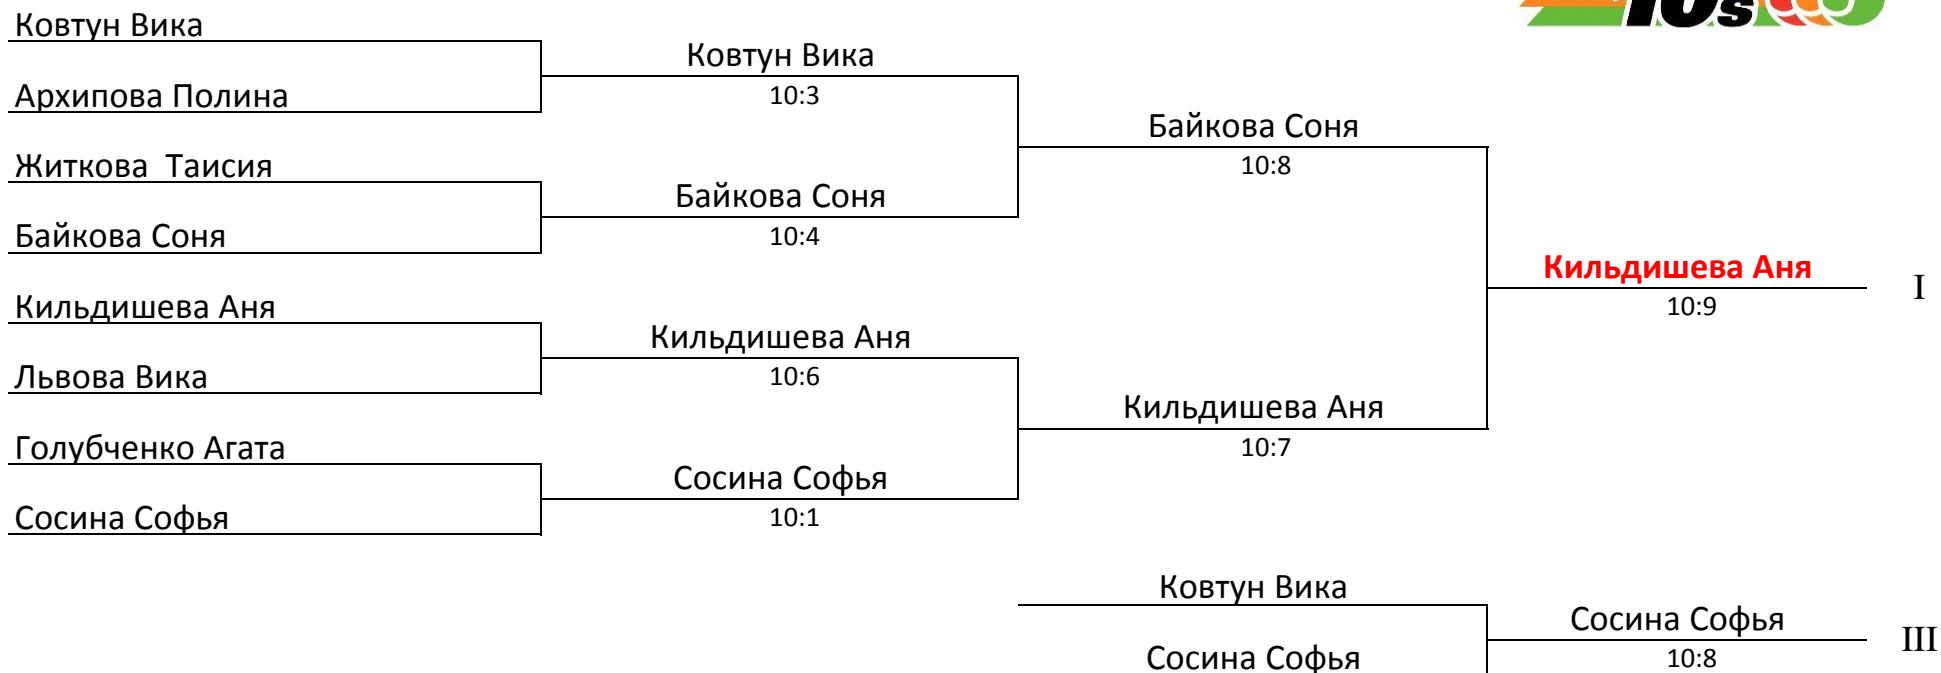 10s
Ковтун Вика
Архипова Полина
Житкова Таисия
Байкова Соня
Кильдишева Аня
Львова Вика
Голубченко Агата
Сосина Софья
Ковтун Вика
10:3
Байкова Соня
10:4
Кильдишева Аня
10:6
Сосина Софья
10:1
Байкова Соня
10:8
Кильдишева Аня
10:7
Кильдишева Аня
10:9
I
Ковтун Вика
Сосина Софья
Сосина Софья
10:8
III